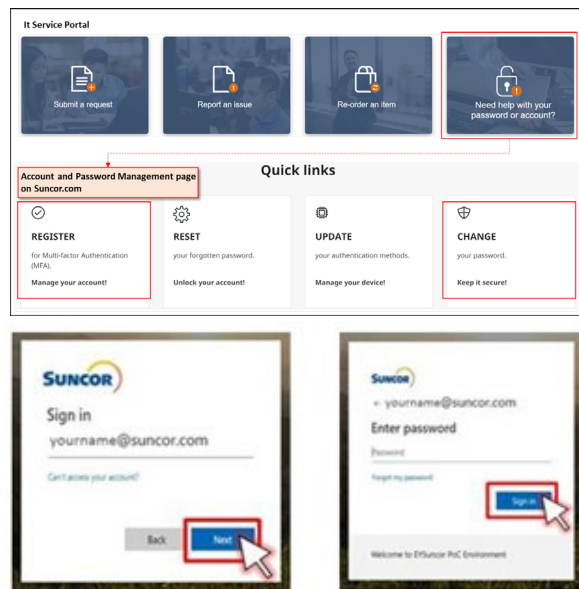 It Service Portal
Submit a request
Report an issue
Re-order an item
Need help with your
password or account?
Account and Password Management page
on Suncor.com
Quick links
REGISTER
for Multi-factor Authentication
(MFA).
Manage your account!
RESET
your forgotten password.
Unlock your account!
UPDATE
your authentication methods.
Manage your device!
CHANGE
your password.
Keep it secure!
SUNCOR
Sign in
yourname@suncor.com
Can't access your account?
Back
Next
SUNCOR
← yourname@suncor.com
Enter password
Password
Forgot my password
Sign in
Welcome to EYSuncor PoC Environment